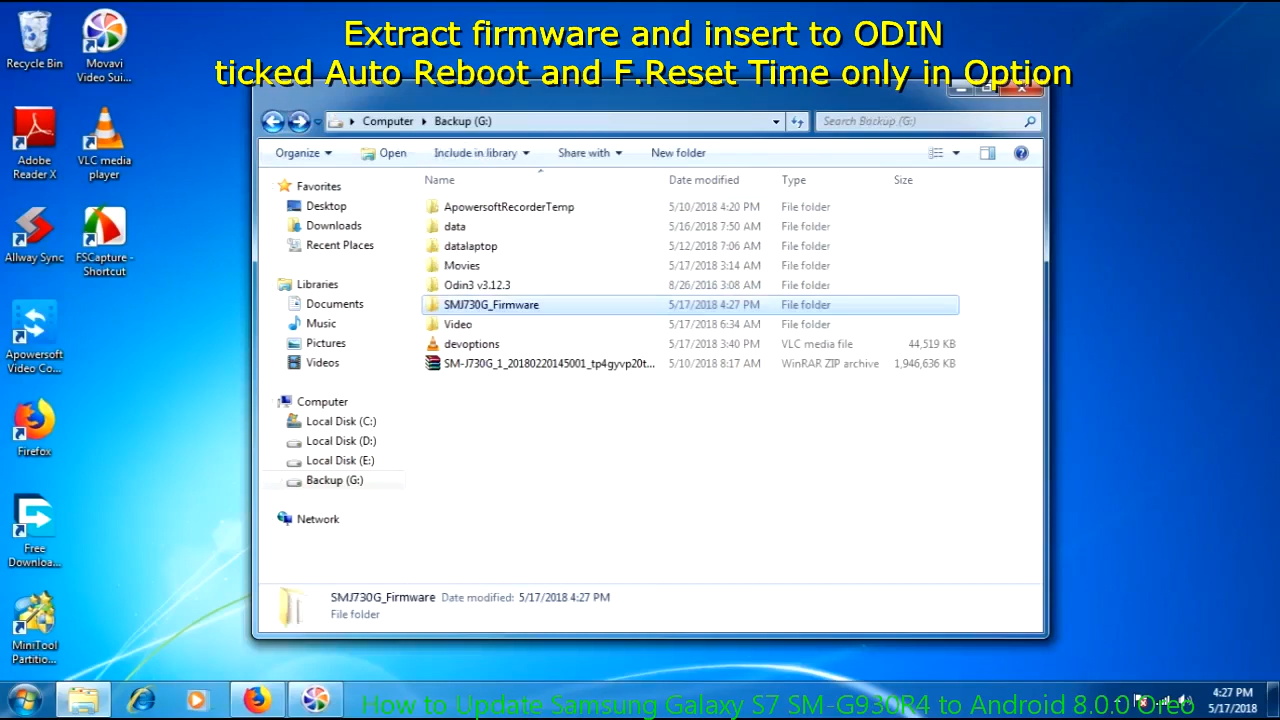 Extract firmware and insert to ODIN
ticked Auto Reboot and F.Reset Time only in Option
Recycle Bin
Movavi
Video Sui...
Adobe
Reader X
VLC media
player
Allway Sync
FSCapture -
Shortcut
Apowersoft
Video Co...
Firefox
Free
Downloa...
MiniTool
Partitio...
Computer
Backup (G:)
Search Backup (G:)
Organize
Open
Include in library
Share with
New folder
Name
Date modified
Type
Size
Favorites
Desktop
Downloads
Recent Places
Libraries
Documents
Music
Pictures
Videos
Computer
Local Disk (C:)
Local Disk (D:)
Local Disk (E:)
Backup (G:)
Network
ApowersoftRecorderTemp 5/10/2018 4:20 PM File folder
data 5/16/2018 7:50 AM File folder
datalaptop 5/12/2018 7:06 AM File folder
Movies 5/17/2018 3:14 AM File folder
Odin3 v3.12.3 8/26/2016 3:08 AM File folder
SMJ730G_Firmware 5/17/2018 4:27 PM File folder
Video 5/17/2018 6:34 AM File folder
devoptions 5/17/2018 3:40 PM VLC media file 44,519 KB
SM-J730G_1_20180220145001_tp4gyvp20t... 5/10/2018 8:17 AM WinRAR ZIP archive 1,946,636 KB
SMJ730G_Firmware Date modified: 5/17/2018 4:27 PM
File folder
How to Update Samsung Galaxy S7 SM-G930R4 to Android 8.0.0 Oreo
4:27 PM
5/17/2018